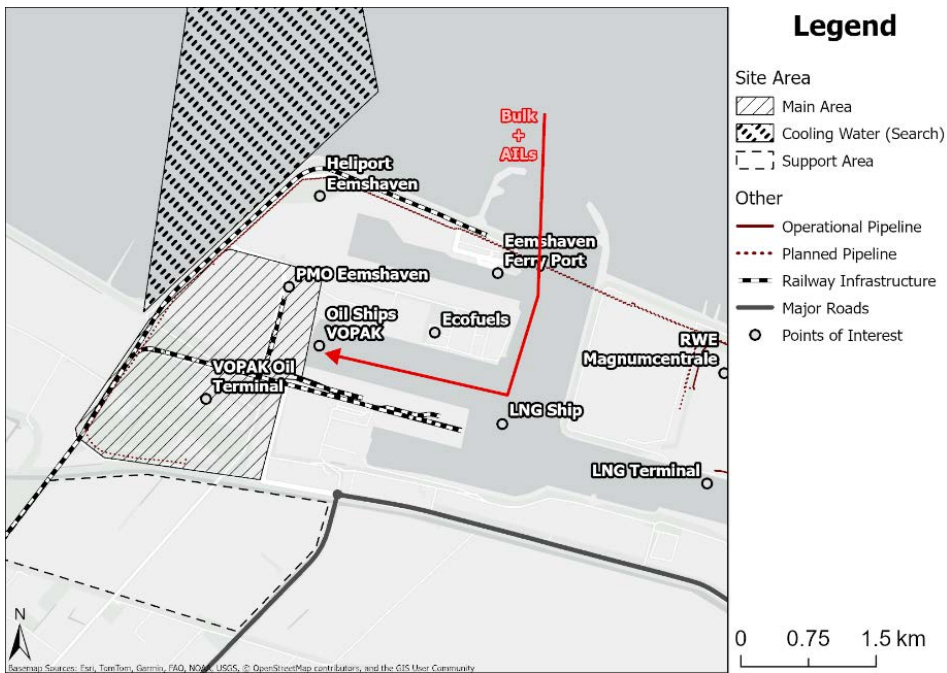 Bulk
+
AILs
Heliport
Eemshaven
Eemshaven
Ferry Port
PMO Eemshaven
Oil Ships
VOPAK
Ecofuels
RWE
Magnumcentrale
VOPAK Oil
Terminal
LNG Ship
LNG Terminal
N
Basemap Sources: Esri, TomTom, Garmin, FAO, NOAA, USGS, © OpenStreetMap contributors, and the GIS User Community
Legend
Site Area
Main Area
Cooling Water (Search)
Support Area
Other
Operational Pipeline
Planned Pipeline
Railway Infrastructure
Major Roads
Points of Interest
0 0.75 1.5 km